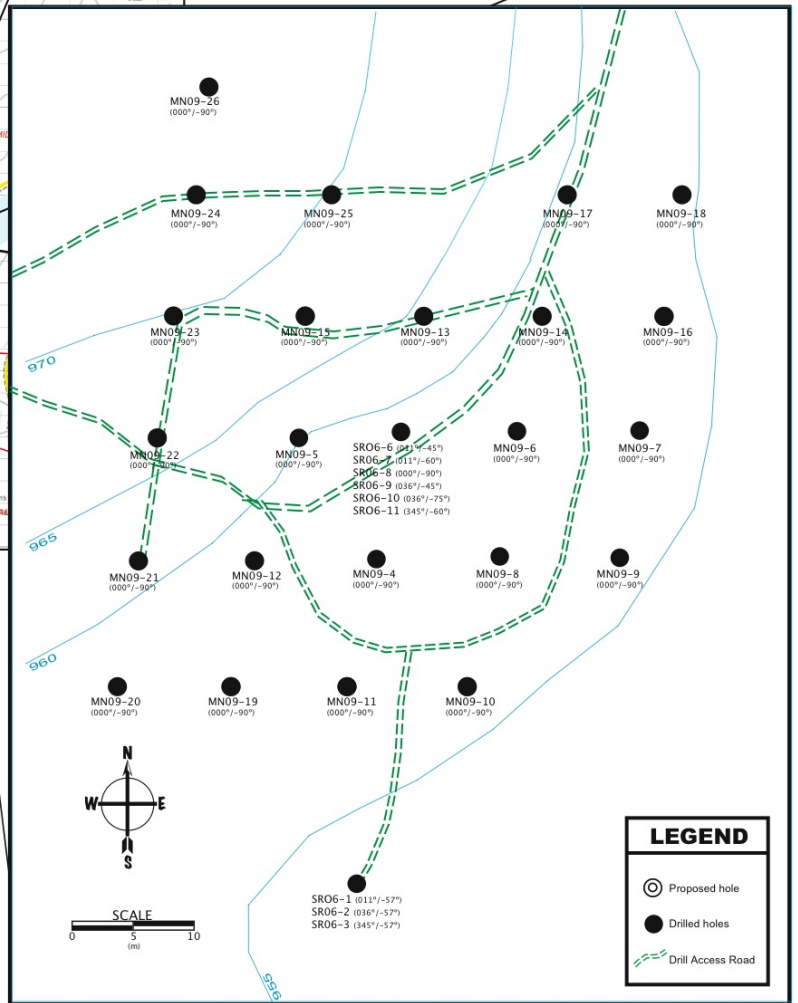 MN09-26
(000°/-90°)
MN09-24
(000°/-90°)
MN09-25
(000°/-90°)
MN09-17
(000°/-90°)
MN09-18
(000°/-90°)
MN09-23
(000°/-90°)
MN09-15
(000°/-90°)
MN09-13
(000°/-90°)
MN09-14
(000°/-90°)
MN09-16
(000°/-90°)
970
MN09-22
(000°/-90°)
MN09-5
(000°/-90°)
SRO6-6 (011°/-45°)
SR06-7 (011°/-60°)
SR06-8 (000°/-90°)
SRO6-9 (036°/-45°)
SRO6-10 (036°/-75°)
SRO6-11 (345°/-60°)
MN09-6
(000°/-90°)
MN09-7
(000°/-90°)
965
MN09-21
(000°/-90°)
MN09-12
(000°/-90°)
MN09-4
(000°/-90°)
MN09-8
(000°/-90°)
MN09-9
(000°/-90°)
960
MN09-20
(000°/-90°)
MN09-19
(000°/-90°)
MN09-11
(000°/-90°)
MN09-10
(000°/-90°)
N
W E
S
SCALE
0 5 10
(m)
SRO6-1 (011°/-57°)
SR06-2 (036°/-57°)
SR06-3 (345°/-57°)
955
LEGEND
Proposed hole
Drilled holes
Drill Access Road